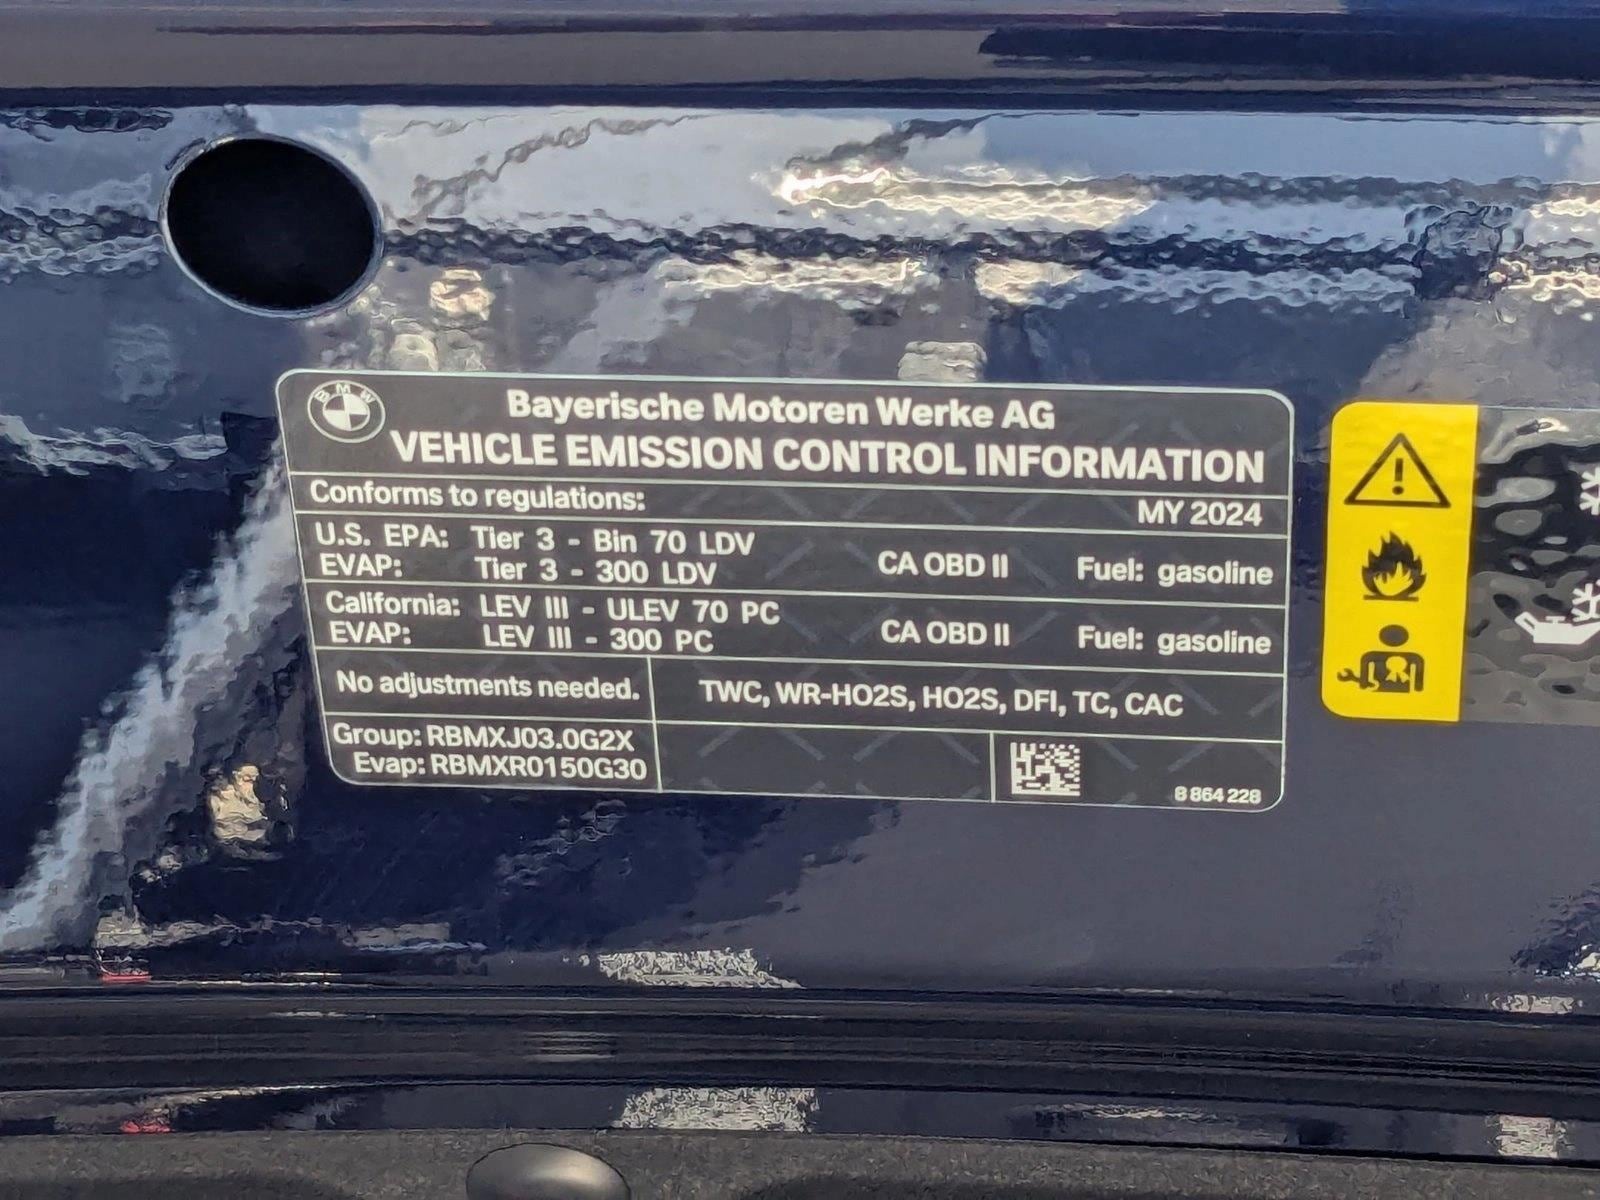 BMW
Bayerische Motoren Werke AG
VEHICLE EMISSION CONTROL INFORMATION
Conforms to regulations: MY 2024
U.S. EPA: Tier 3 - Bin 70 LDV CA OBD II Fuel: gasoline
EVAP: Tier 3 - 300 LDV
California: LEV III - ULEV 70 PC CA OBD II Fuel: gasoline
EVAP: LEV III - 300 PC
No adjustments needed. TWC, WR-HO2S, HO2S, DFI, TC, CAC
Group: RBMXJ03.0G2X
Evap: RBMXR0150G30
8 864 228